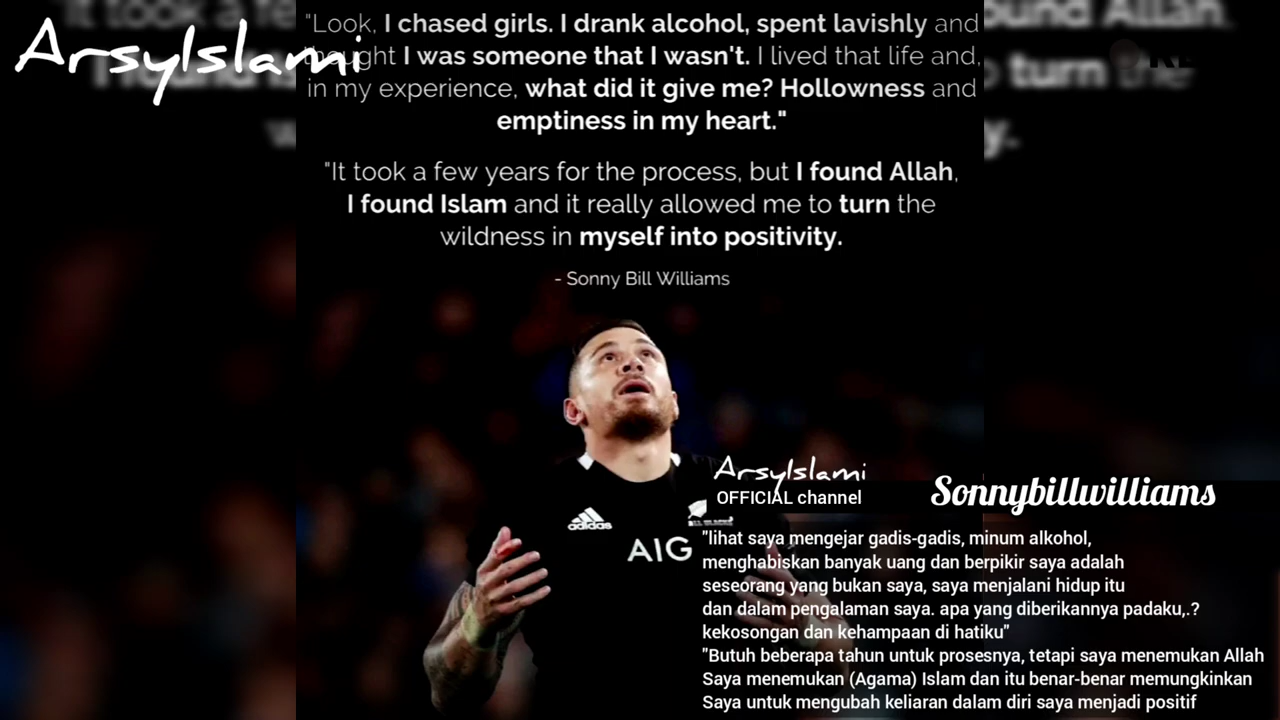 ArsyIslami
"Look, I chased girls. I drank alcohol, spent lavishly and
thought I was someone that I wasn't. I lived that life and,
in my experience, what did it give me? Hollowness and
emptiness in my heart."
"It took a few years for the process, but I found Allah,
I found Islam and it really allowed me to turn the
wildness in myself into positivity.
- Sonny Bill Williams
adidas
AIG
ArsyIslami
OFFICIAL channel
Sonnybillwilliams
"lihat saya mengejar gadis-gadis, minum alkohol,
menghabiskan banyak uang dan berpikir saya adalah
seseorang yang bukan saya, saya menjalani hidup itu
dan dalam pengalaman saya. apa yang diberikannya padaku,.?
kekosongan dan kehampaan di hatiku"
"Butuh beberapa tahun untuk prosesnya, tetapi saya menemukan Allah
Saya menemukan (Agama) Islam dan itu benar-benar memungkinkan
Saya untuk mengubah keliaran dalam diri saya menjadi positif